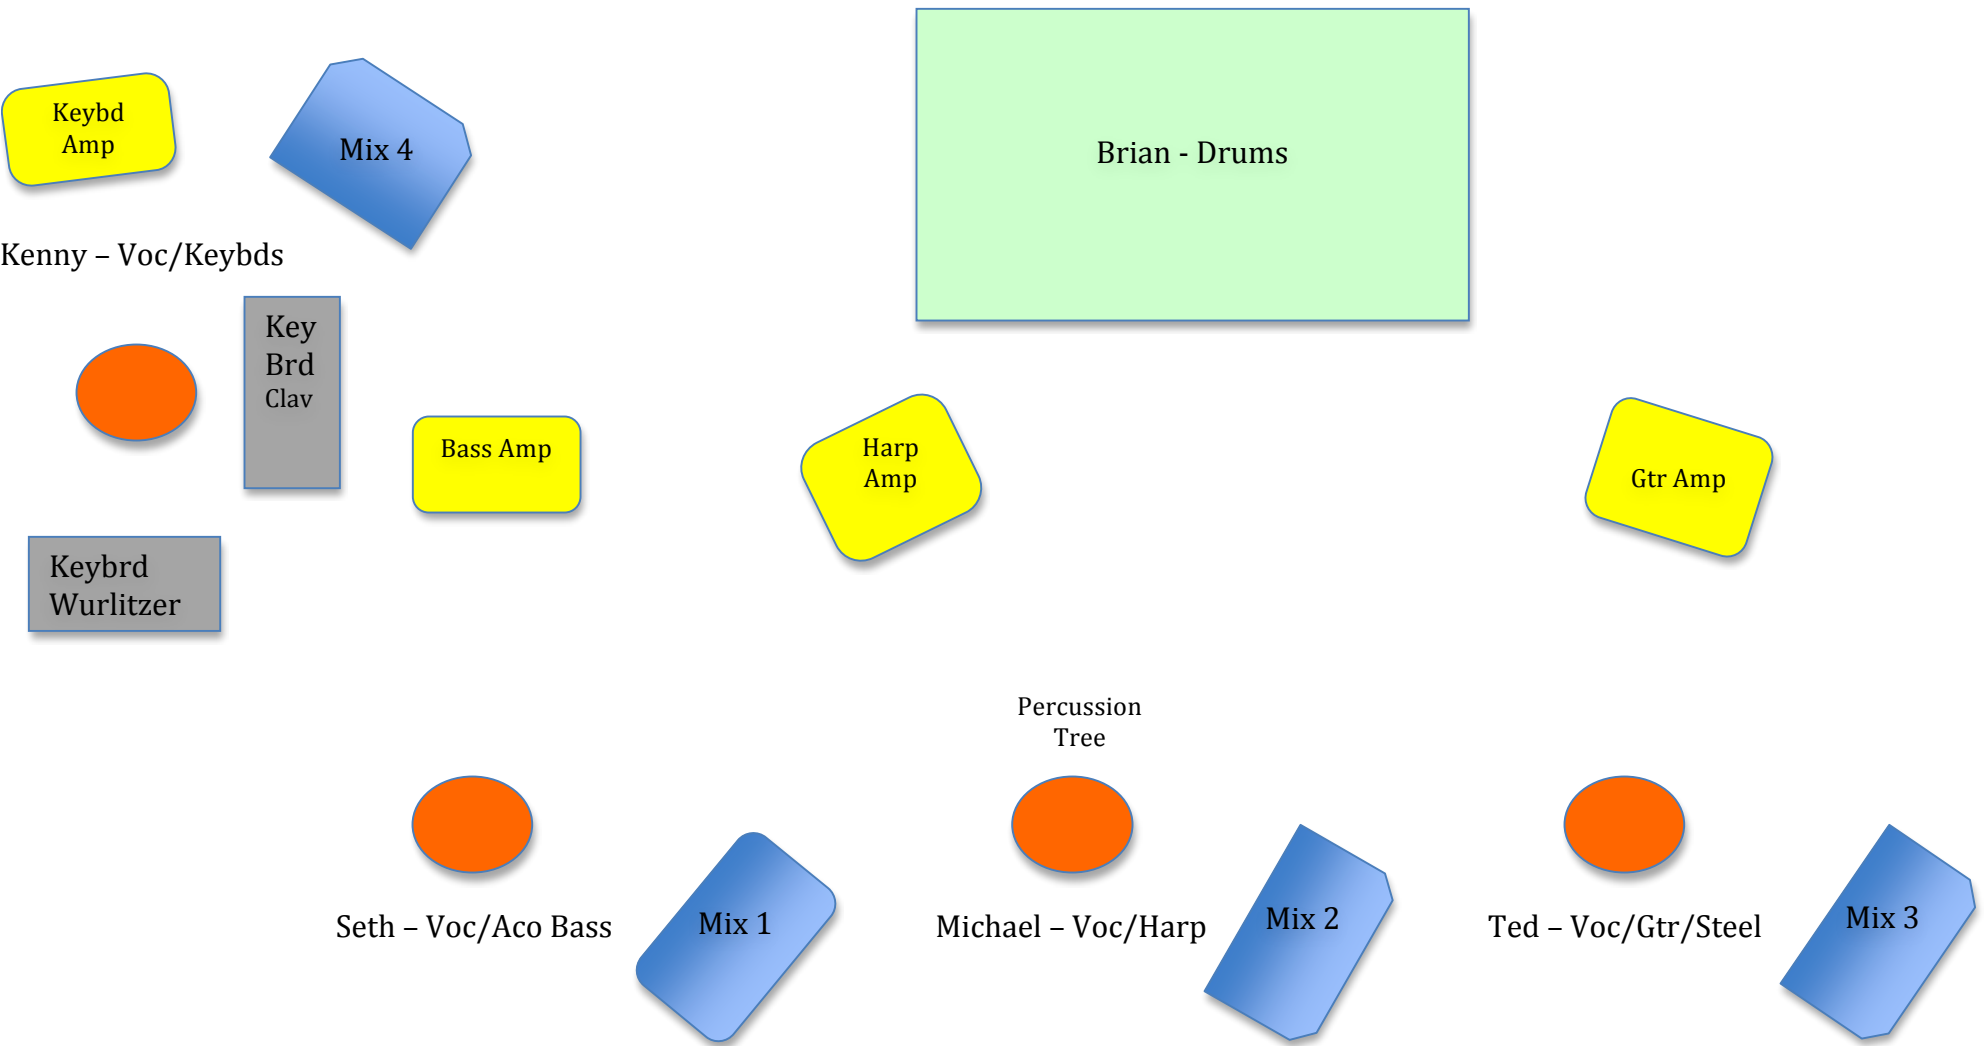 Keybd
Amp
Mix 4
Brian - Drums
Kenny – Voc/Keybds
Key
Brd
Clav
Bass Amp
Harp
Amp
Gtr Amp
Keybrd
Wurlitzer
Percussion
Tree
Seth – Voc/Aco Bass
Mix 1
Michael – Voc/Harp
Mix 2
Ted – Voc/Gtr/Steel
Mix 3